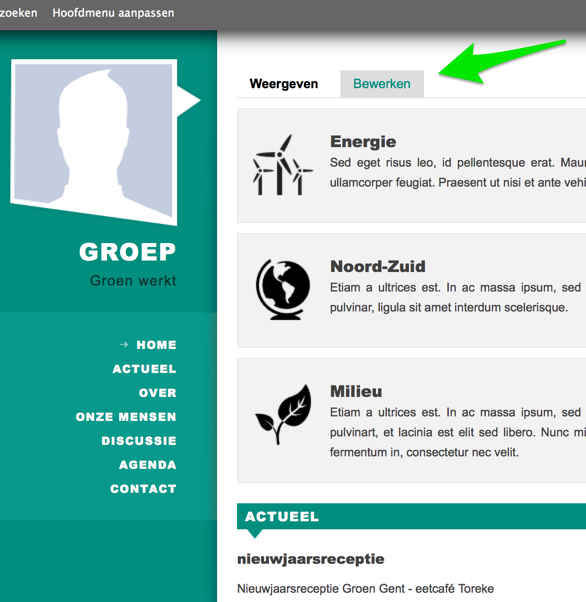 zoeken Hoofdmenu aanpassen
GROEP
Groen werkt
HOME
ACTUEEL
OVER
ONZE MENSEN
DISCUSSIE
AGENDA
CONTACT
Weergeven Bewerken
Energie
Sed eget risus leo, id pellentesque erat. Mau
ullamcorper feugiat. Praesent ut nisi et ante vehi
Noord-Zuid
Etiam a ultrices est. In ac massa ipsum, sed
pulvinar, ligula sit amet interdum scelerisque.
Milieu
Etiam a ultrices est. In ac massa ipsum, sed
pulvinart, et lacinia est elit sed libero. Nunc mi
fermentum in, consectetur nec velit.
ACTUEEL
nieuwjaarsreceptie
Nieuwjaarsreceptie Groen Gent - eetcafé Toreke